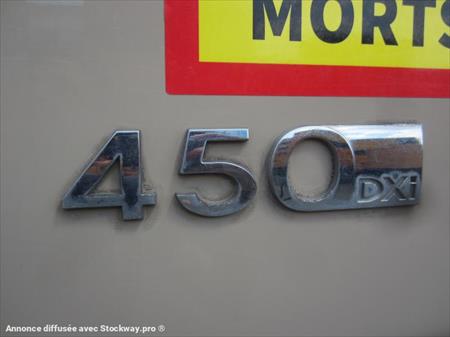 MORTS
450 DXi
Annonce diffusée avec Stockway.pro ®